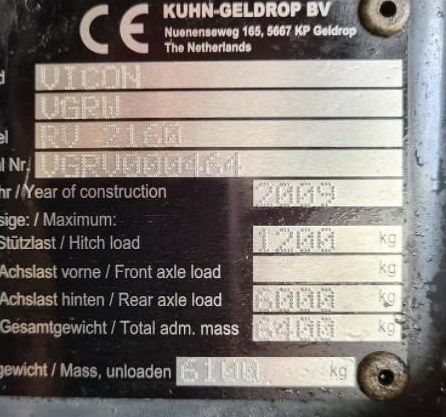 CE KUHN-GELDROP BV
Nuenenseweg 165, 5667 KP Geldrop
The Netherlands
VICON
VGRW
RV 2160
Nr. VGRV000464
hr / Year of construction 2009
sige: / Maximum:
Stützlast / Hitch load 1200 kg
Achslast vorne / Front axle load kg
Achslast hinten / Rear axle load 6000 kg
Gesamtgewicht / Total adm. mass 6400 kg
gewicht / Mass, unloaden 6100 kg